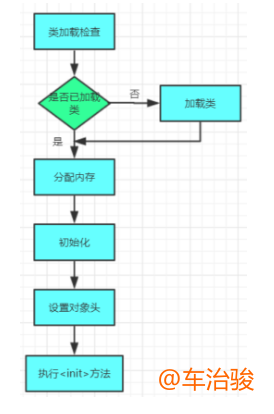 类加载检查
是否已加载
类
否
加载类
是
分配内存
初始化
设置对象头
执行<init>方法
@车治骏